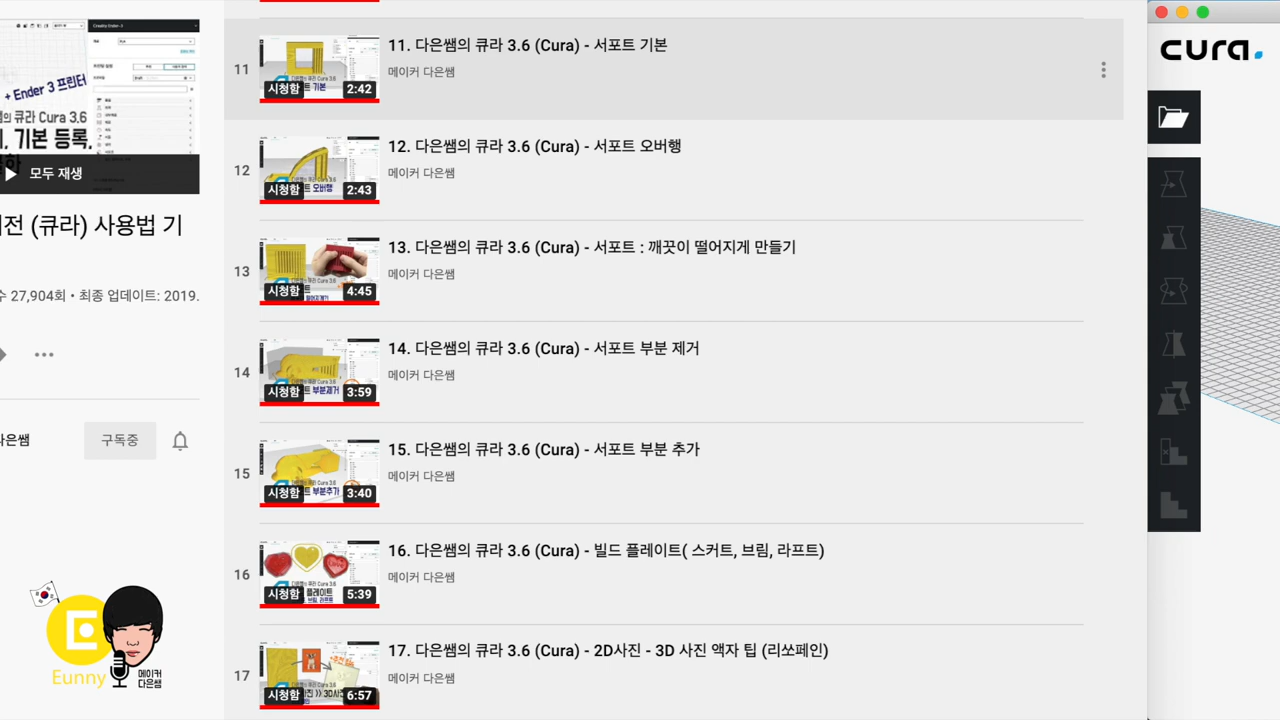 Creality Ender-3
+ Ender 3 프린터
의 큐라 Cura 3.6
기본 등록,
모두 재생
전 (큐라) 사용법 기
수 27,904회 • 최종 업데이트: 2019.
다은쌤
구독중
Eunny
메이커
다은쌤
11
시청함
2:42
11. 다은쌤의 큐라 3.6 (Cura) - 서포트 기본
메이커 다은쌤
12
시청함
2:43
12. 다은쌤의 큐라 3.6 (Cura) - 서포트 오버행
메이커 다은쌤
13
시청함
4:45
13. 다은쌤의 큐라 3.6 (Cura) - 서포트 : 깨끗이 떨어지게 만들기
메이커 다은쌤
14
시청함
3:59
14. 다은쌤의 큐라 3.6 (Cura) - 서포트 부분 제거
메이커 다은쌤
15
시청함
3:40
15. 다은쌤의 큐라 3.6 (Cura) - 서포트 부분 추가
메이커 다은쌤
16
시청함
5:39
16. 다은쌤의 큐라 3.6 (Cura) - 빌드 플레이트( 스커트, 브림, 라프트)
메이커 다은쌤
17
시청함
6:57
17. 다은쌤의 큐라 3.6 (Cura) - 2D사진 - 3D 사진 액자 팁 (리포페인)
메이커 다은쌤
cura.